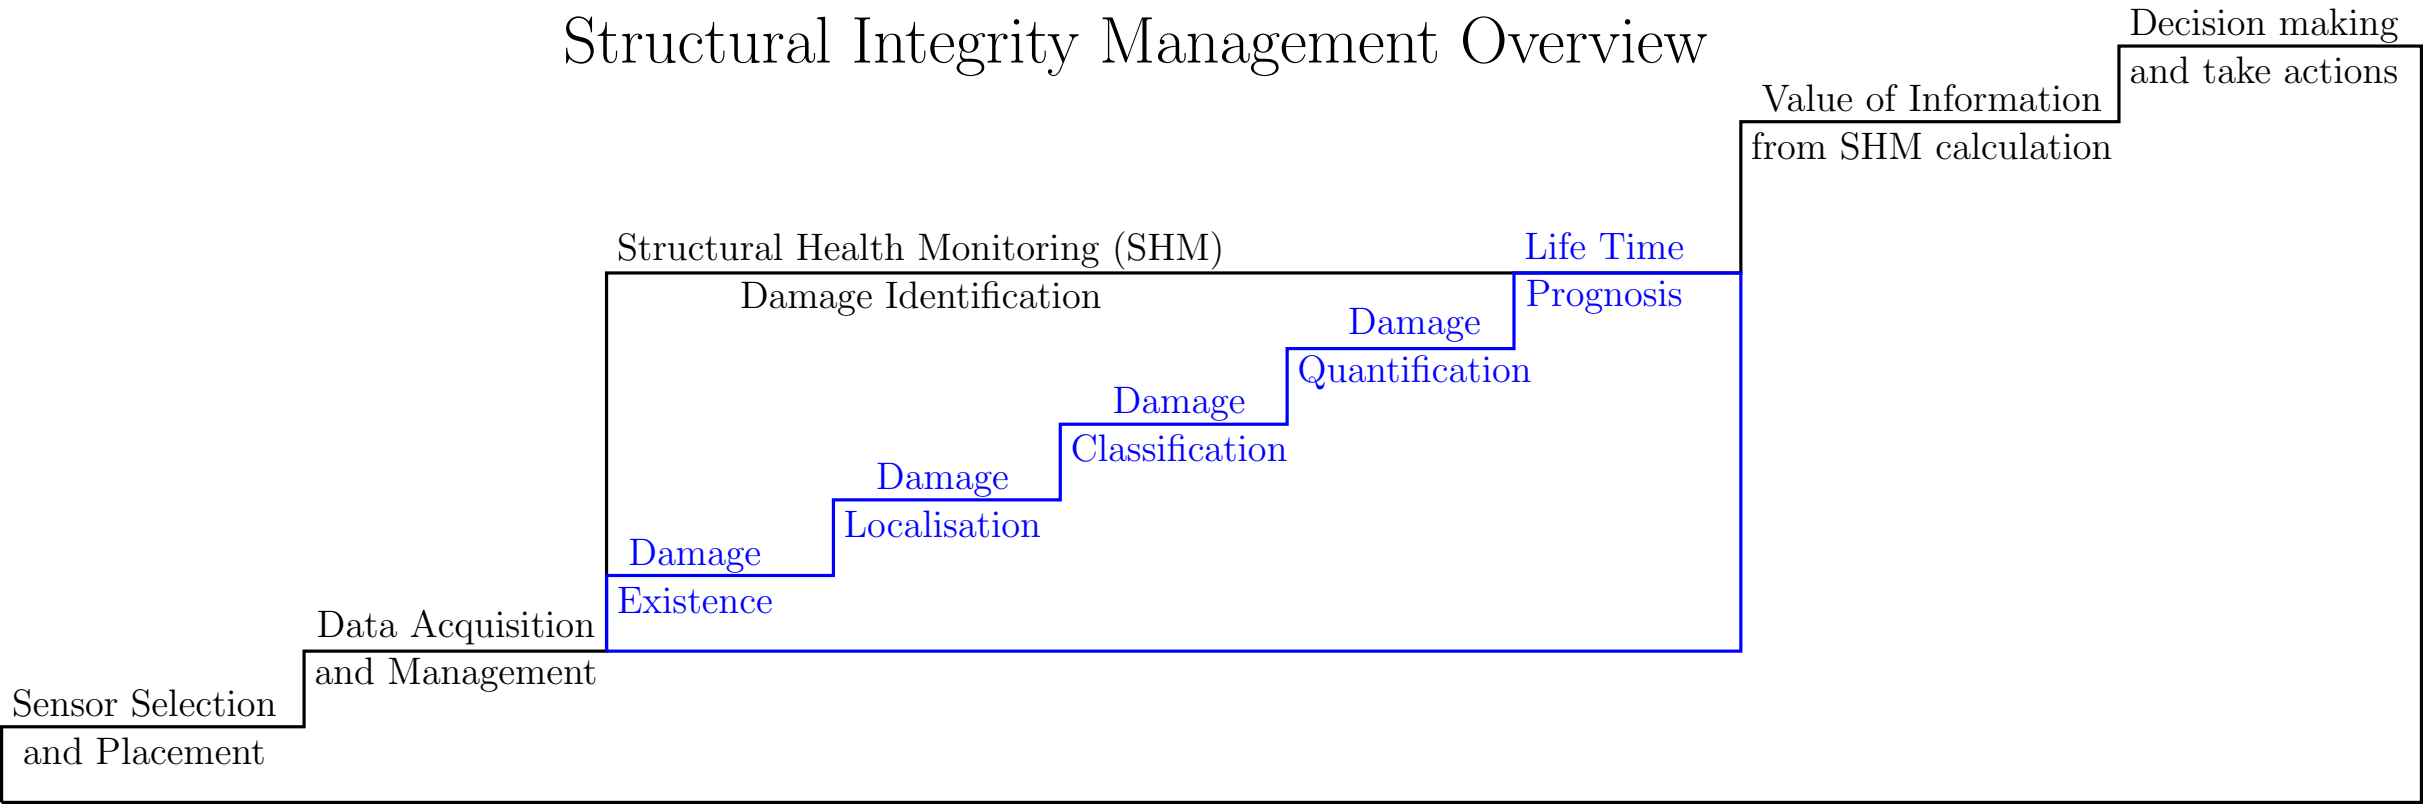 Structural Integrity Management Overview
Decision making
and take actions
Value of Information
from SHM calculation
Structural Health Monitoring (SHM)
Damage Identification
Life Time
Prognosis
Damage
Quantification
Damage
Classification
Damage
Localisation
Damage
Existence
Data Acquisition
and Management
Sensor Selection
and Placement